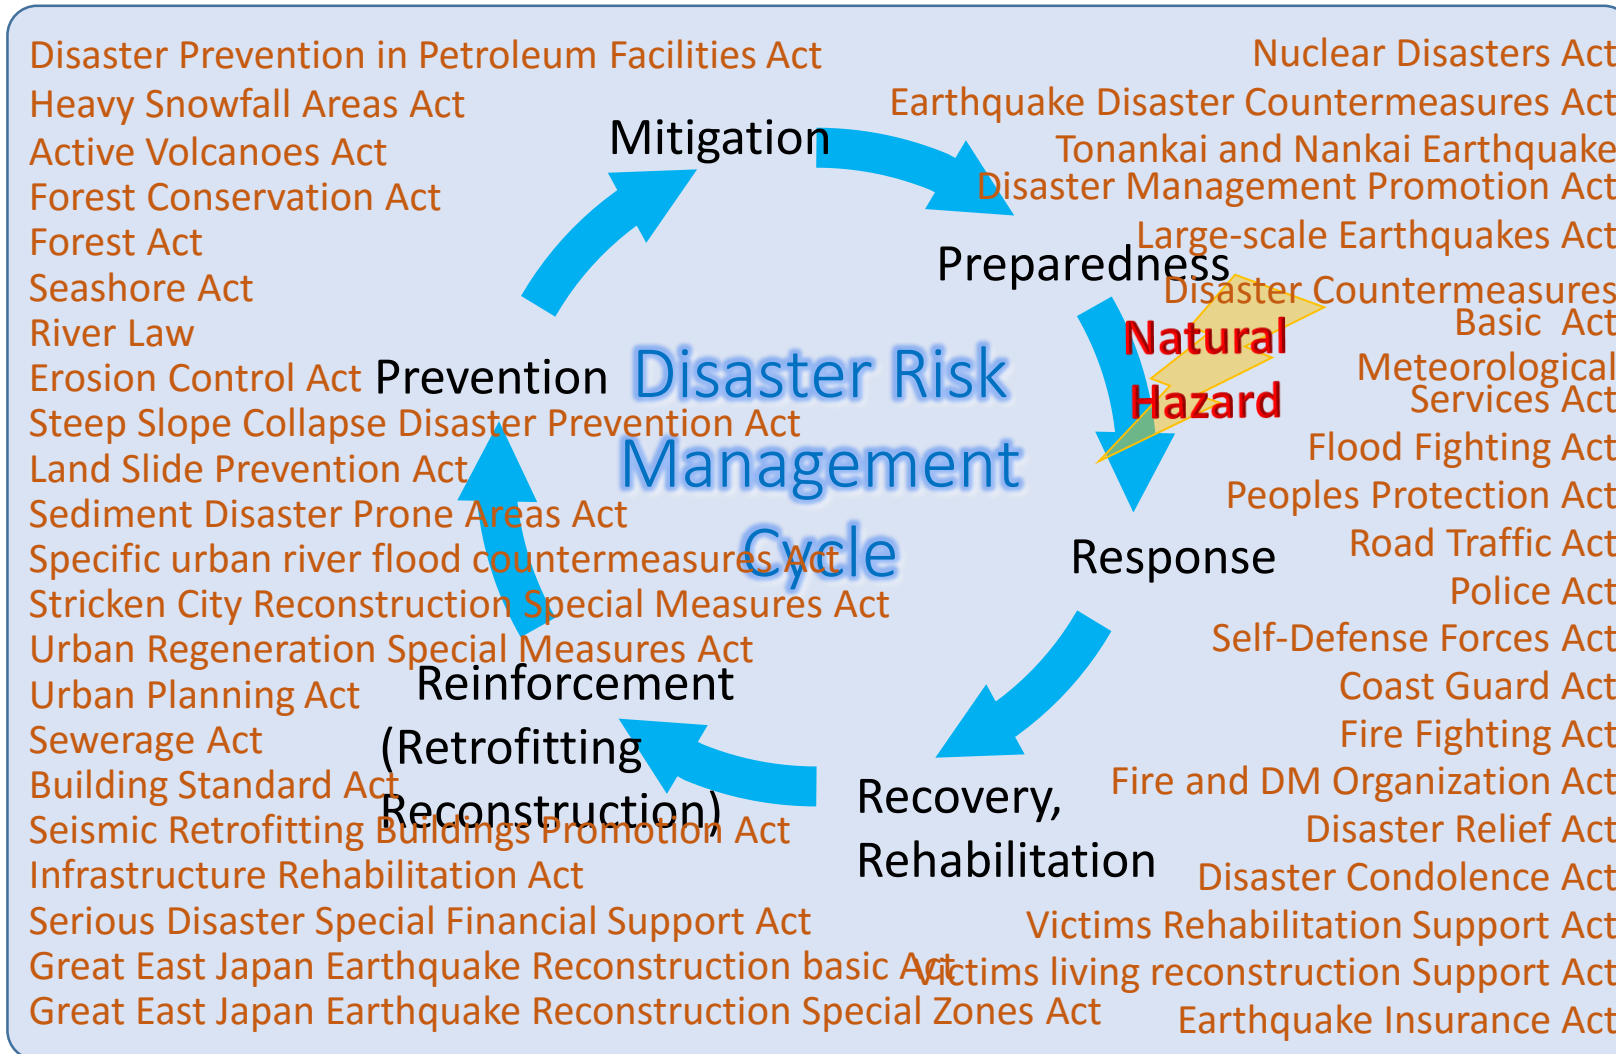 Disaster Prevention in Petroleum Facilities Act
Heavy Snowfall Areas Act
Active Volcanoes Act
Forest Conservation Act
Forest Act
Seashore Act
River Law
Erosion Control Act
Steep Slope Collapse Disaster Prevention Act
Land Slide Prevention Act
Sediment Disaster Prone Areas Act
Specific urban river flood countermeasures Act
Stricken City Reconstruction Special Measures Act
Urban Regeneration Special Measures Act
Urban Planning Act
Sewerage Act
Building Standard Act
Seismic Retrofitting Buildings Promotion Act
Infrastructure Rehabilitation Act
Serious Disaster Special Financial Support Act
Great East Japan Earthquake Reconstruction basic Act
Great East Japan Earthquake Reconstruction Special Zones Act
Mitigation
Preparedness
Natural
Hazard
Response
Recovery,
Rehabilitation
Reinforcement
(Retrofitting
Reconstruction)
Prevention
Disaster Risk
Management
Cycle
Nuclear Disasters Act
Earthquake Disaster Countermeasures Act
Tonankai and Nankai Earthquake
Disaster Management Promotion Act
Large-scale Earthquakes Act
Disaster Countermeasures
Basic Act
Meteorological
Services Act
Flood Fighting Act
Peoples Protection Act
Road Traffic Act
Police Act
Self-Defense Forces Act
Coast Guard Act
Fire Fighting Act
Fire and DM Organization Act
Disaster Relief Act
Disaster Condolence Act
Victims Rehabilitation Support Act
Victims living reconstruction Support Act
Earthquake Insurance Act